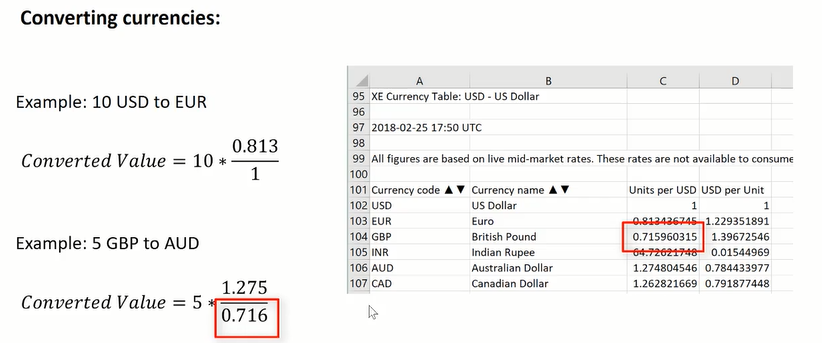 Converting currencies:
Example: 10 USD to EUR
Converted Value = 10 * 0.813
1
Example: 5 GBP to AUD
Converted Value = 5 * 1.275
0.716
A B C D
95 XE Currency Table: USD - US Dollar
96
97 2018-02-25 17:50 UTC
98
99 All figures are based on live mid-market rates. These rates are not available to consume
100
101 Currency code ▲▼ Currency name ▲▼ Units per USD USD per Unit
102 USD US Dollar 1 1
103 EUR Euro 0.813436745 1.229351891
104 GBP British Pound 0.715960315 1.39672546
105 INR Indian Rupee 64.72621748 0.01544969
106 AUD Australian Dollar 1.274804546 0.784433977
107 CAD Canadian Dollar 1.262821669 0.791877448